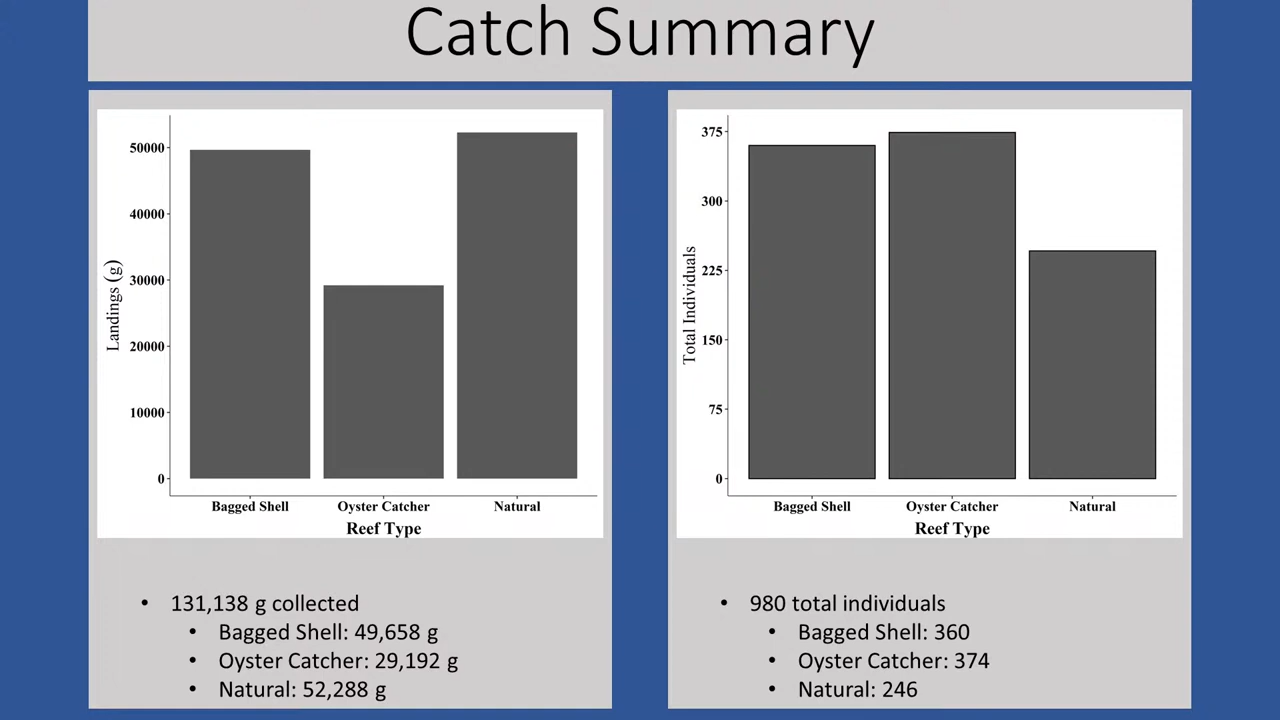 Catch Summary
50000
40000
30000
20000
10000
0
Landings (g)
Bagged Shell Oyster Catcher Natural
Reef Type
• 131,138 g collected
• Bagged Shell: 49,658 g
• Oyster Catcher: 29,192 g
• Natural: 52,288 g
375
300
225
150
75
0
Total Individuals
Bagged Shell Oyster Catcher Natural
Reef Type
• 980 total individuals
• Bagged Shell: 360
• Oyster Catcher: 374
• Natural: 246